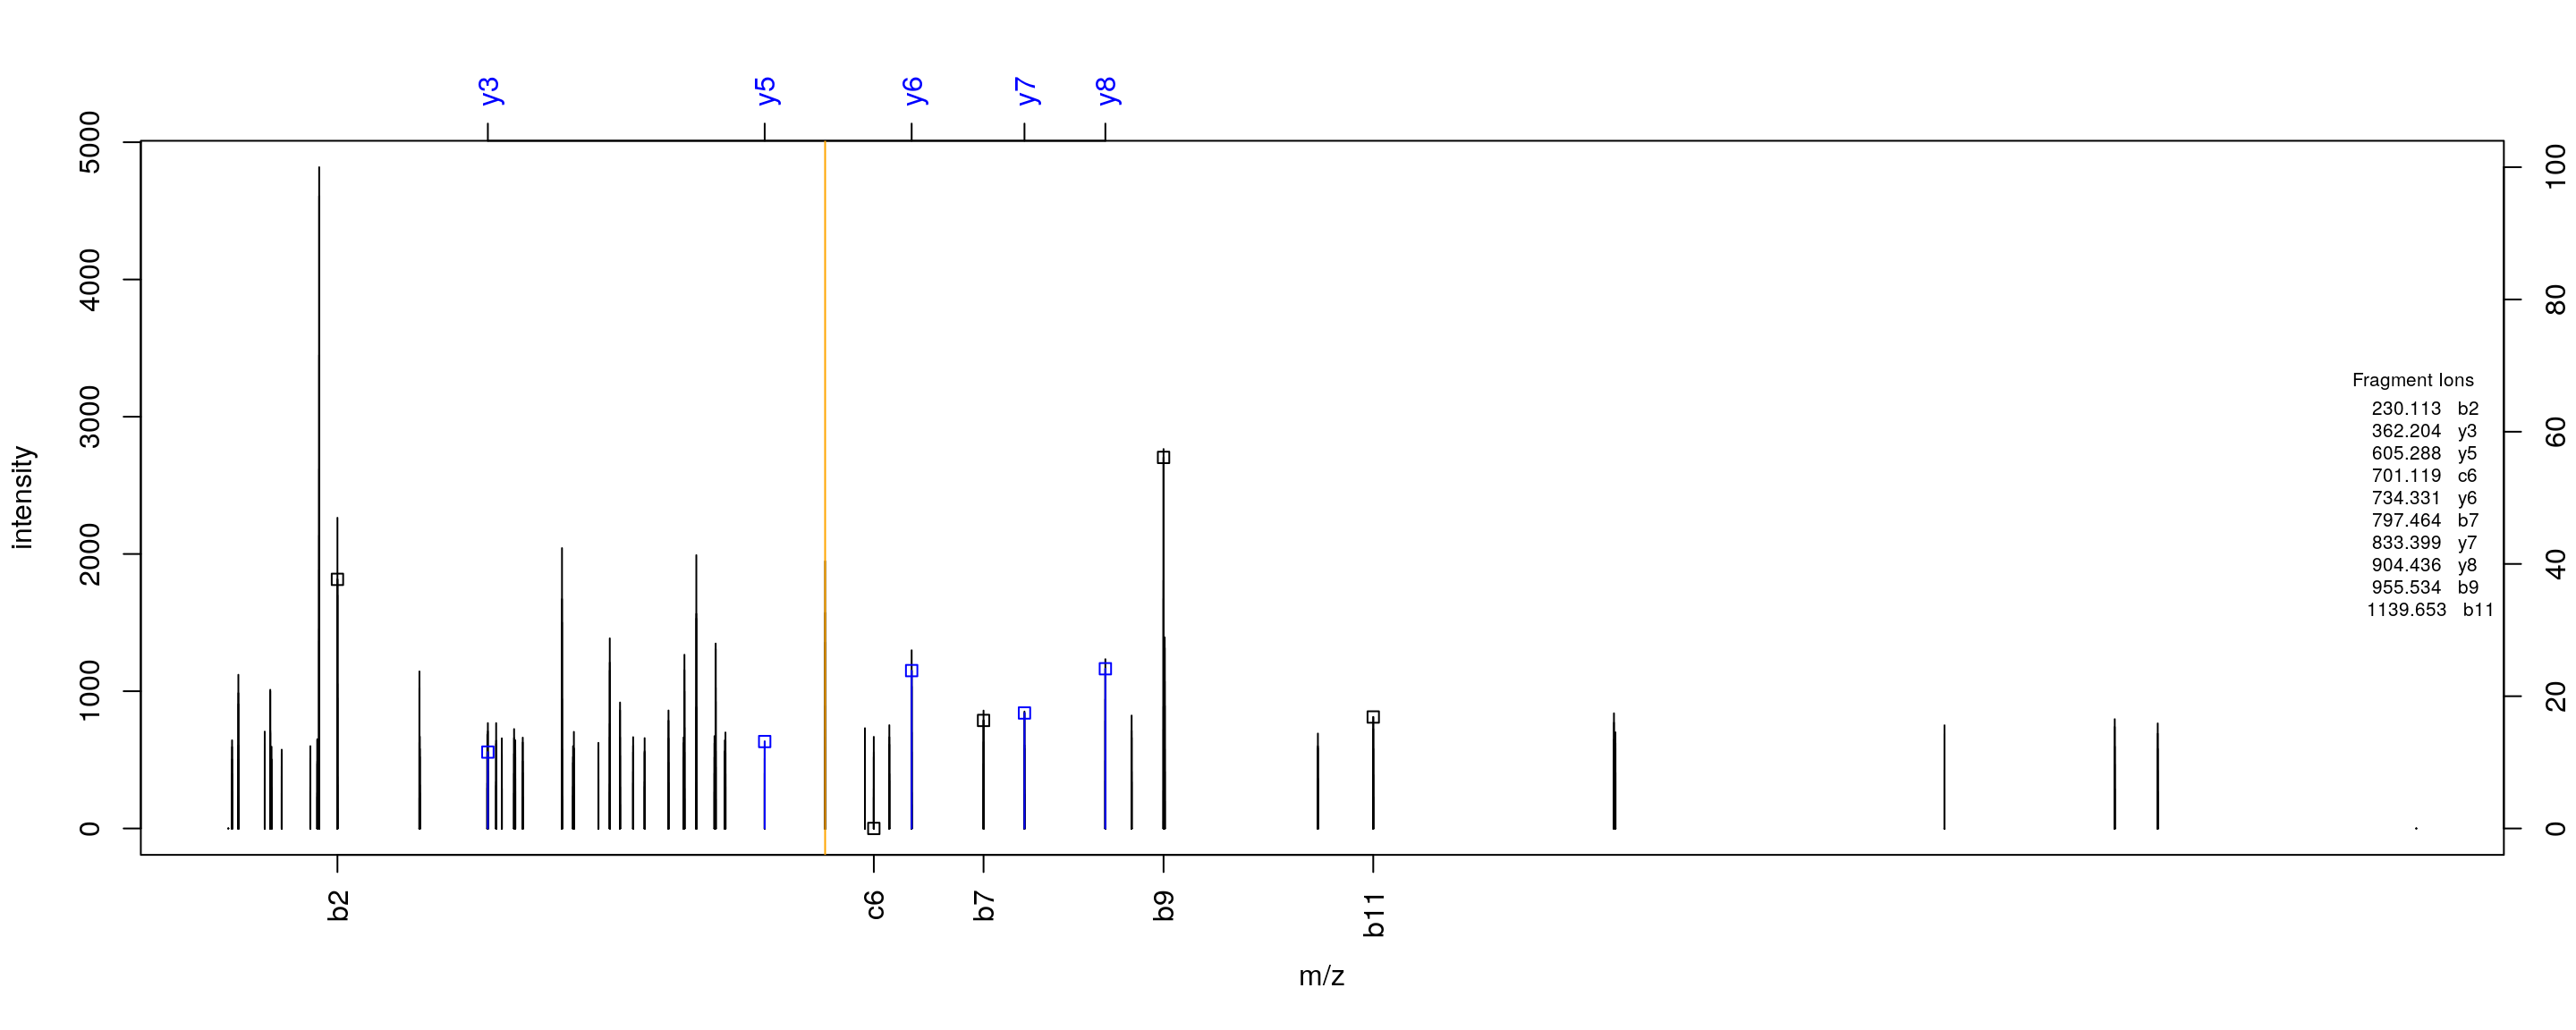 y3 y5 y6 y7 y8
5000
4000
3000
2000
1000
0
intensity
100
80
60
40
20
0
Fragment Ions
230.113 b2
362.204 y3
605.288 y5
701.119 c6
734.331 y6
797.464 b7
833.399 y7
904.436 y8
955.534 b9
1139.653 b11
b2 c6 b7 b9 b11
m/z